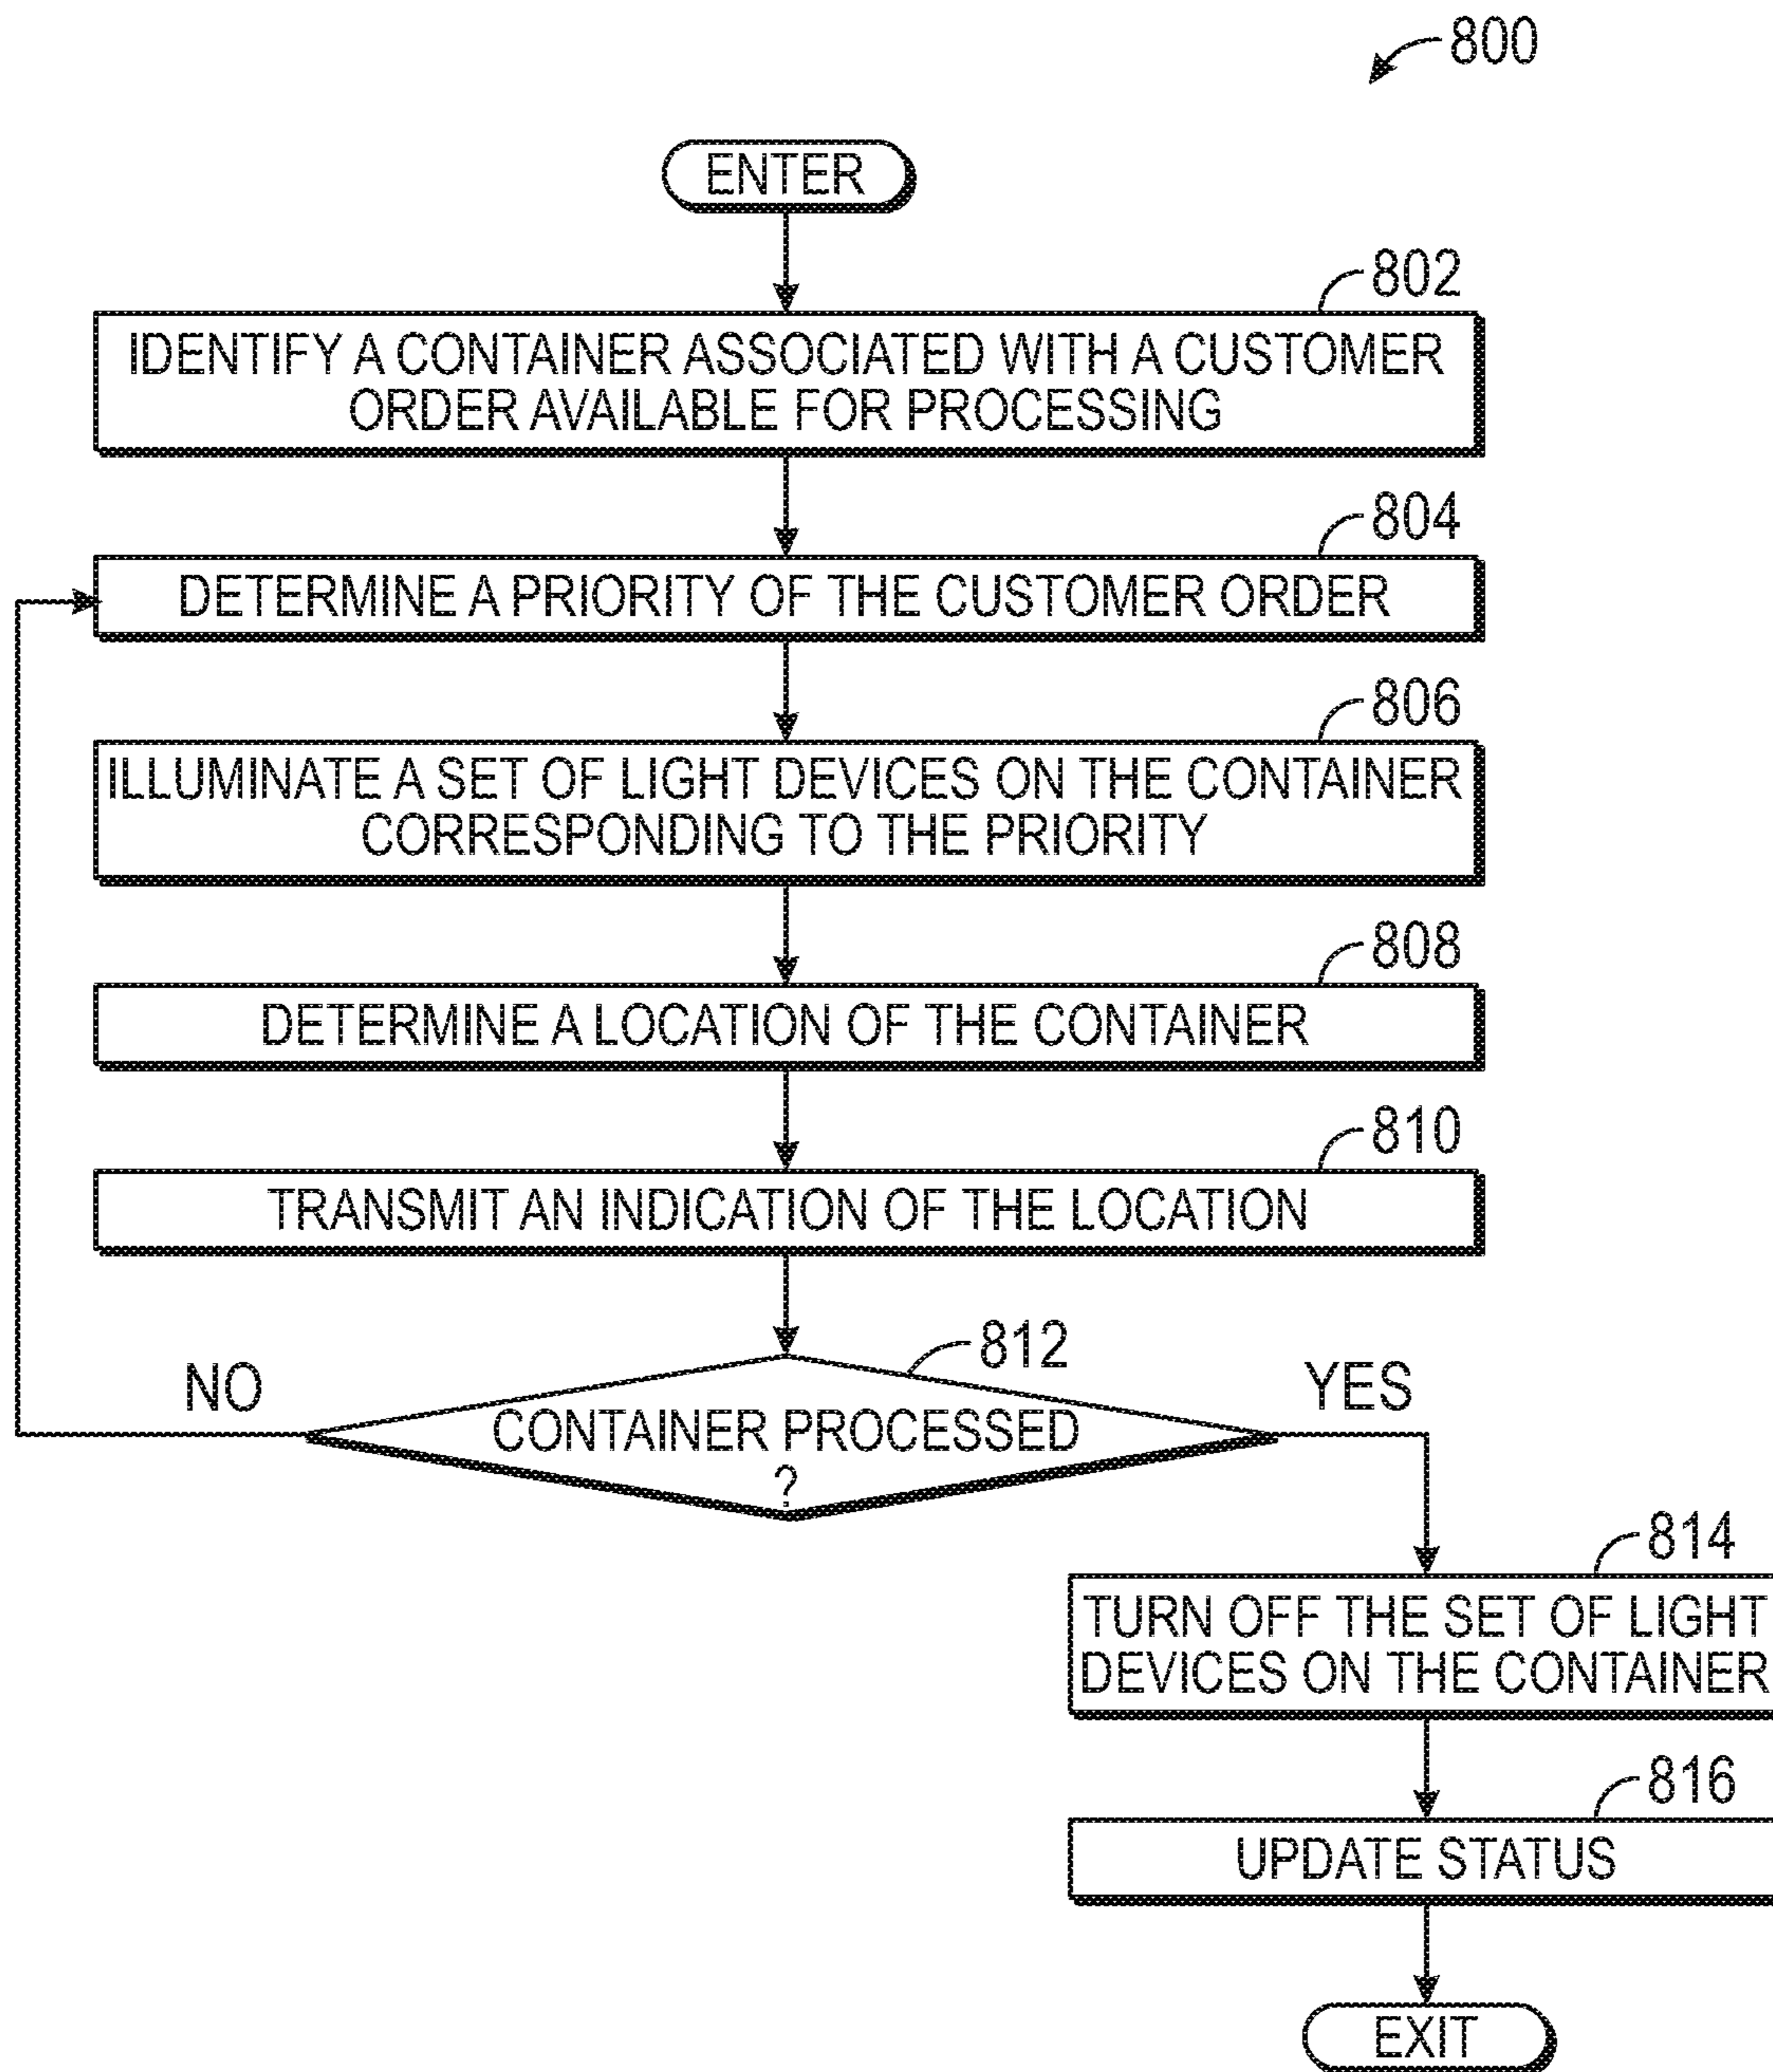 800
ENTER
802
IDENTIFY A CONTAINER ASSOCIATED WITH A CUSTOMER
ORDER AVAILABLE FOR PROCESSING
804
DETERMINE A PRIORITY OF THE CUSTOMER ORDER
806
ILLUMINATE A SET OF LIGHT DEVICES ON THE CONTAINER
CORRESPONDING TO THE PRIORITY
808
DETERMINE A LOCATION OF THE CONTAINER
810
TRANSMIT AN INDICATION OF THE LOCATION
812
NO
YES
CONTAINER PROCESSED
?
814
TURN OFF THE SET OF LIGHT
DEVICES ON THE CONTAINER
816
UPDATE STATUS
EXIT